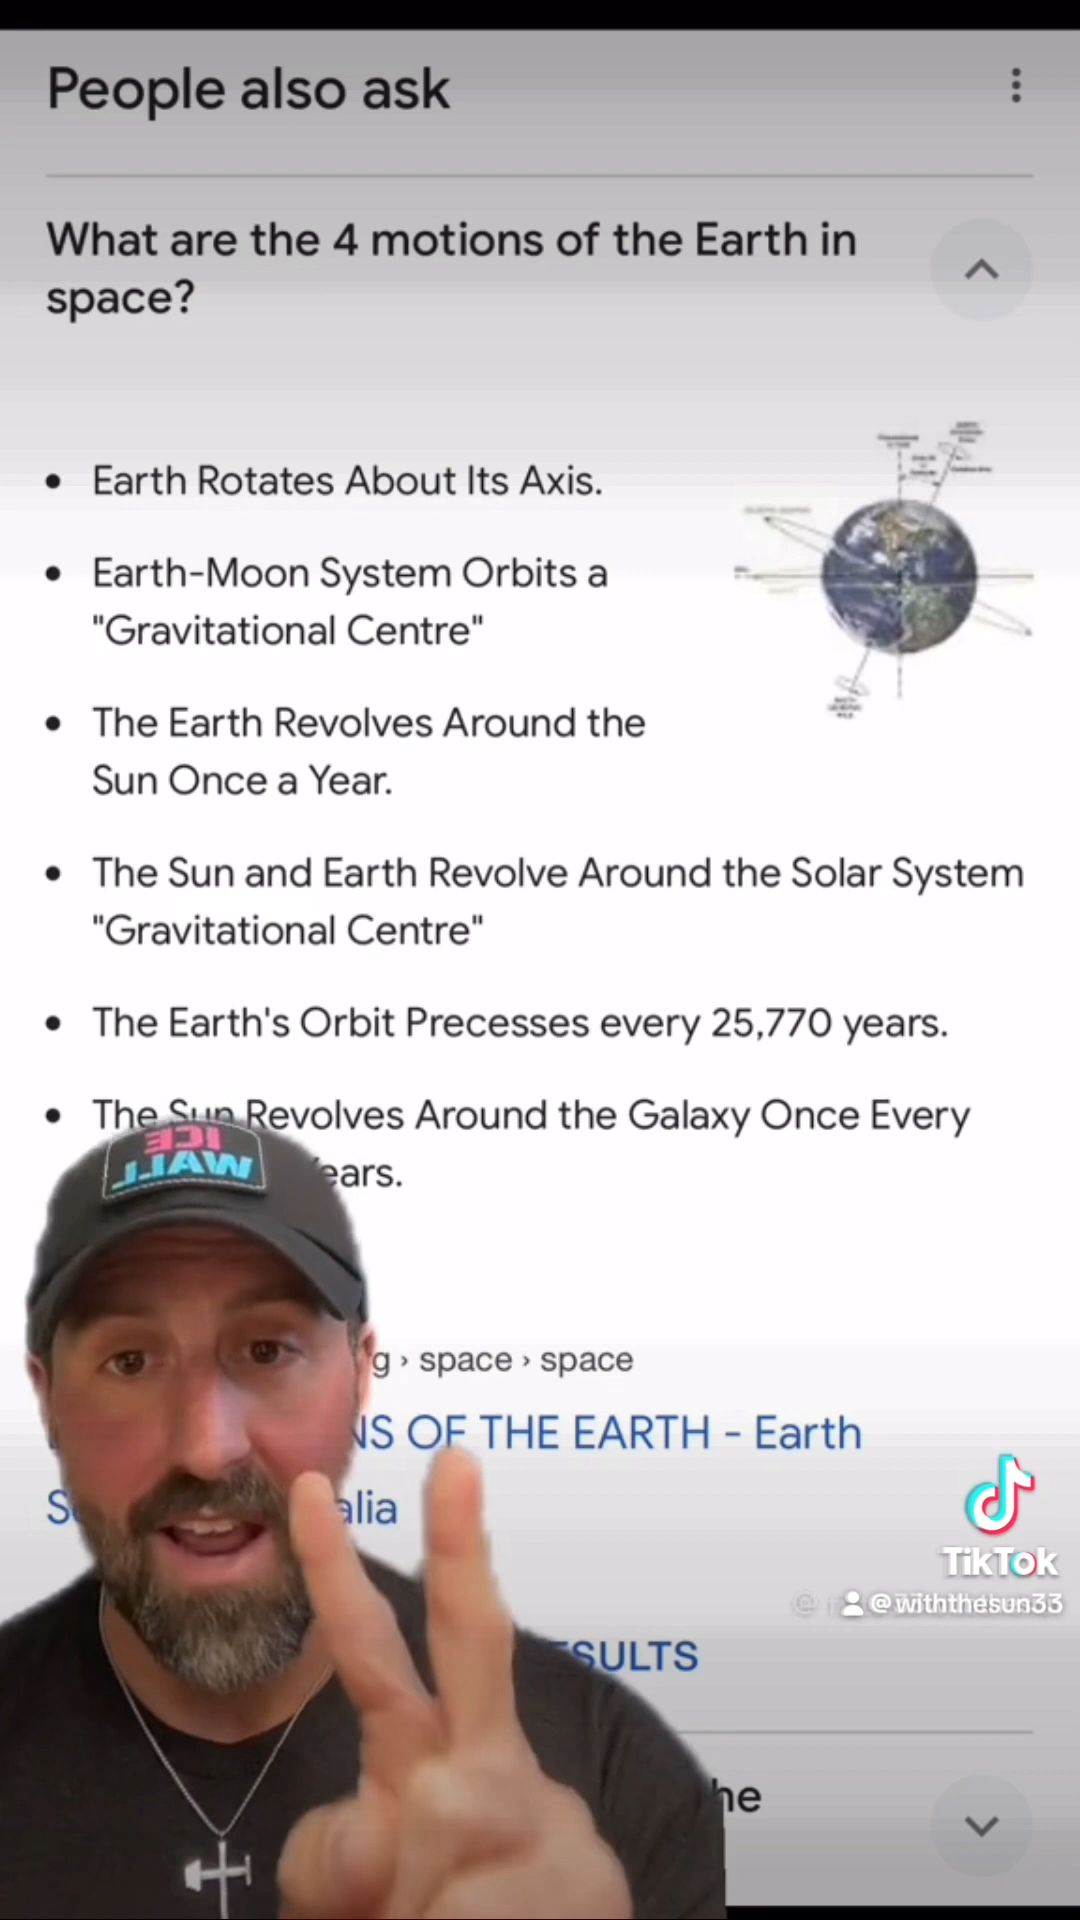 People also ask
What are the 4 motions of the Earth in
space?
• Earth Rotates About Its Axis.
• Earth-Moon System Orbits a
"Gravitational Centre"
• The Earth Revolves Around the
Sun Once a Year.
• The Sun and Earth Revolve Around the Solar System
"Gravitational Centre"
• The Earth's Orbit Precesses every 25,770 years.
• The Sun Revolves Around the Galaxy Once Every
ears.
ICE
WALL
g › space › space
NS OF THE EARTH - Earth
S alia
TikTok
@withthesun33
SULTS
he